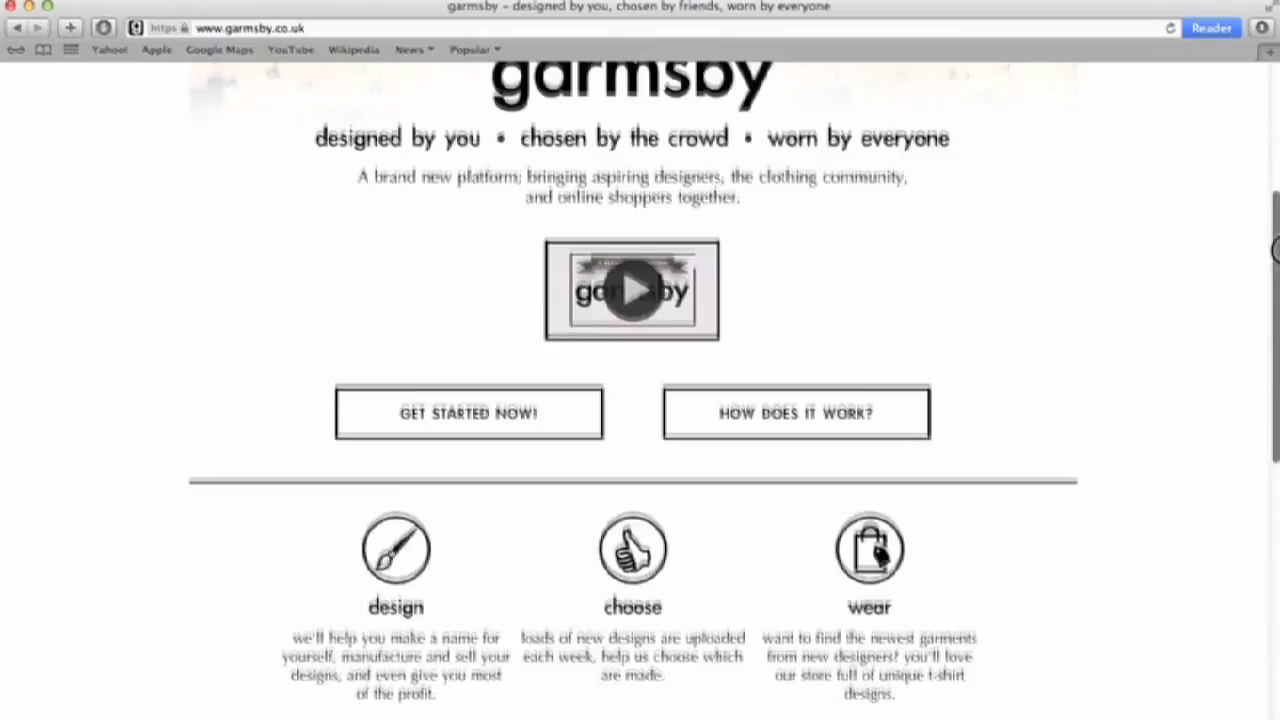 garmsby – designed by you, chosen by friends, worn by everyone
https www.garmsby.co.uk Reader
Yahoo! Apple Google Maps YouTube Wikipedia News Popular
garmsby
designed by you • chosen by the crowd • worn by everyone
A brand new platform; bringing aspiring designers, the clothing community,
and online shoppers together.
garmsby
GET STARTED NOW!
HOW DOES IT WORK?
design
we'll help you make a name for
yourself, manufacture and sell your
designs, and even give you most
of the profit.
choose
loads of new designs are uploaded
each week, help us choose which
are made.
wear
want to find the newest garments
from new designers? you'll love
our store full of unique t-shirt
designs.